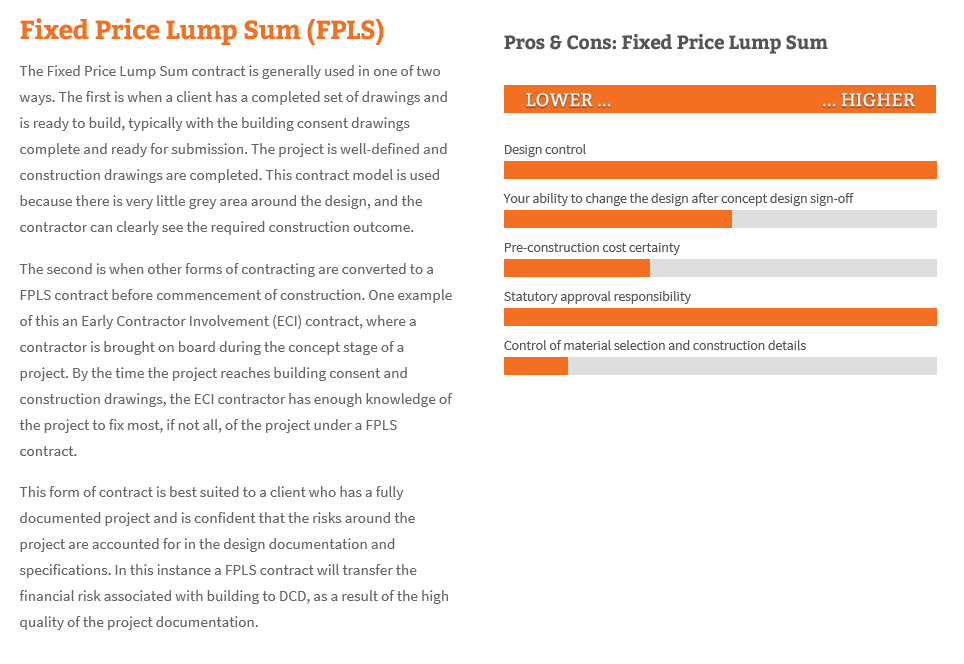 Fixed Price Lump Sum (FPLS)
The Fixed Price Lump Sum contract is generally used in one of two
ways. The first is when a client has a completed set of drawings and
is ready to build, typically with the building consent drawings
complete and ready for submission. The project is well-defined and
construction drawings are completed. This contract model is used
because there is very little grey area around the design, and the
contractor can clearly see the required construction outcome.
The second is when other forms of contracting are converted to a
FPLS contract before commencement of construction. One example
of this an Early Contractor Involvement (ECI) contract, where a
contractor is brought on board during the concept stage of a
project. By the time the project reaches building consent and
construction drawings, the ECI contractor has enough knowledge of
the project to fix most, if not all, of the project under a FPLS
contract.
This form of contract is best suited to a client who has a fully
documented project and is confident that the risks around the
project are accounted for in the design documentation and
specifications. In this instance a FPLS contract will transfer the
financial risk associated with building to DCD, as a result of the high
quality of the project documentation.
Pros & Cons: Fixed Price Lump Sum
LOWER ... ... HIGHER
Design control
Your ability to change the design after concept design sign-off
Pre-construction cost certainty
Statutory approval responsibility
Control of material selection and construction details